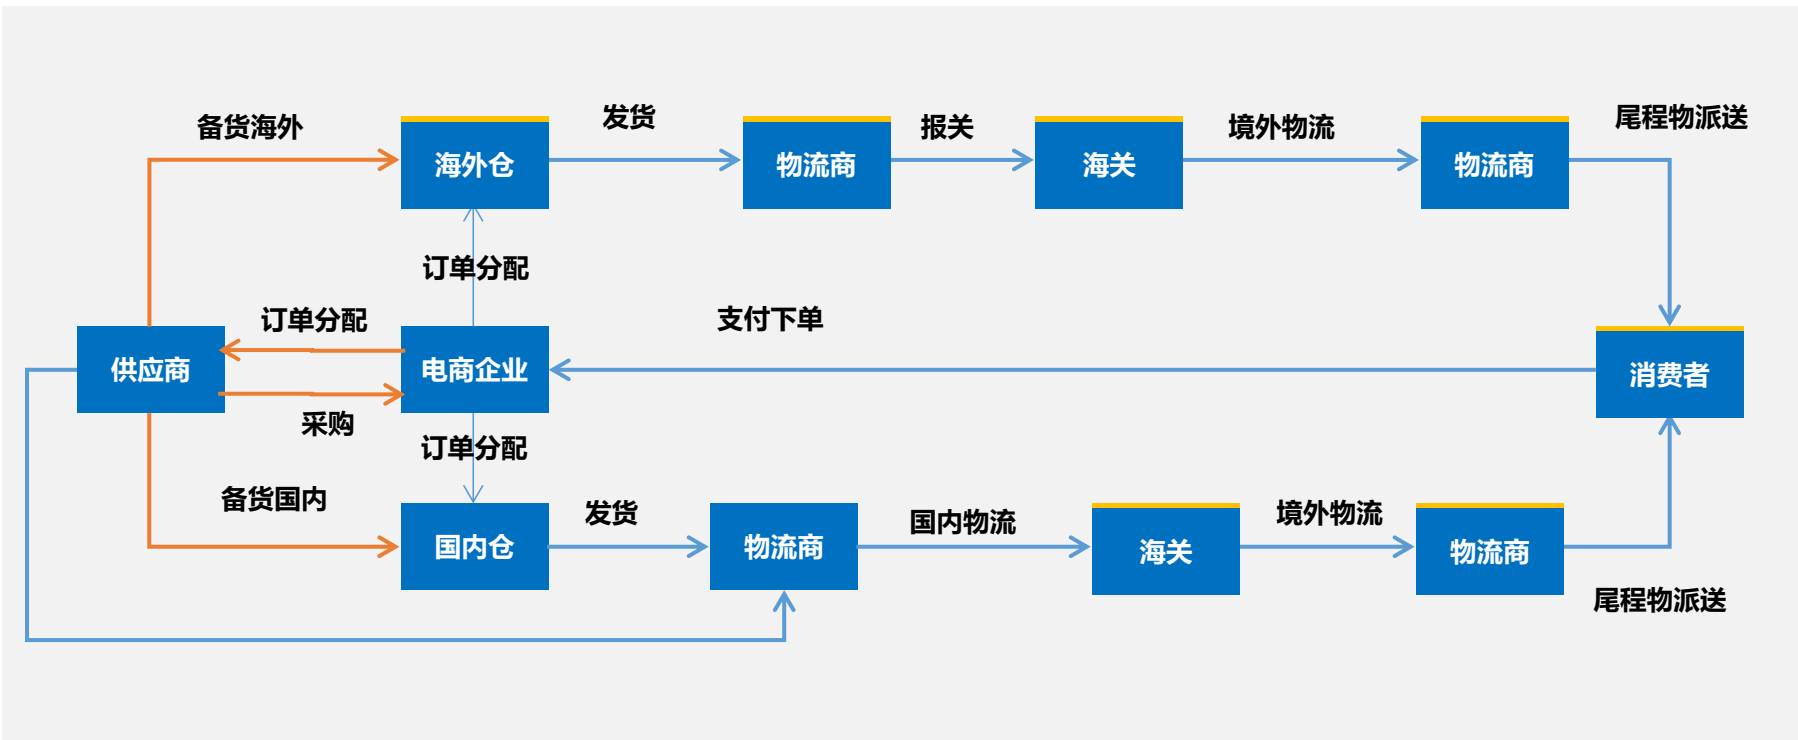 备货海外
发货
报关
境外物流
尾程物派送
海外仓
物流商
海关
物流商
订单分配
订单分配
支付下单
供应商
电商企业
消费者
采购
订单分配
备货国内
发货
国内物流
境外物流
国内仓
物流商
海关
物流商
尾程物派送